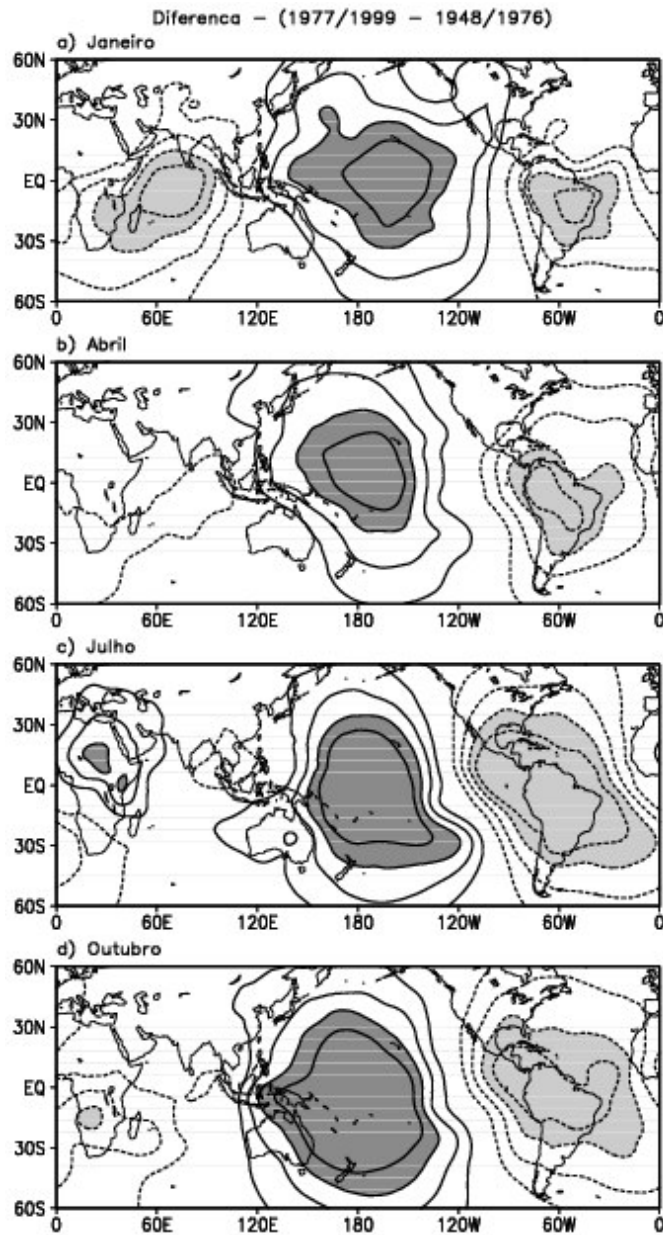 Diferenca - (1977/1999 - 1948/1976)
a) Janeiro
60N
30N
EQ
30S
60S
0 60E 120E 180 120W 60W 0
b) Abril
60N
30N
EQ
30S
60S
0 60E 120E 180 120W 60W 0
c) Julho
60N
30N
EQ
30S
60S
0 60E 120E 180 120W 60W 0
d) Outubro
60N
30N
EQ
30S
60S
0 60E 120E 180 120W 60W 0